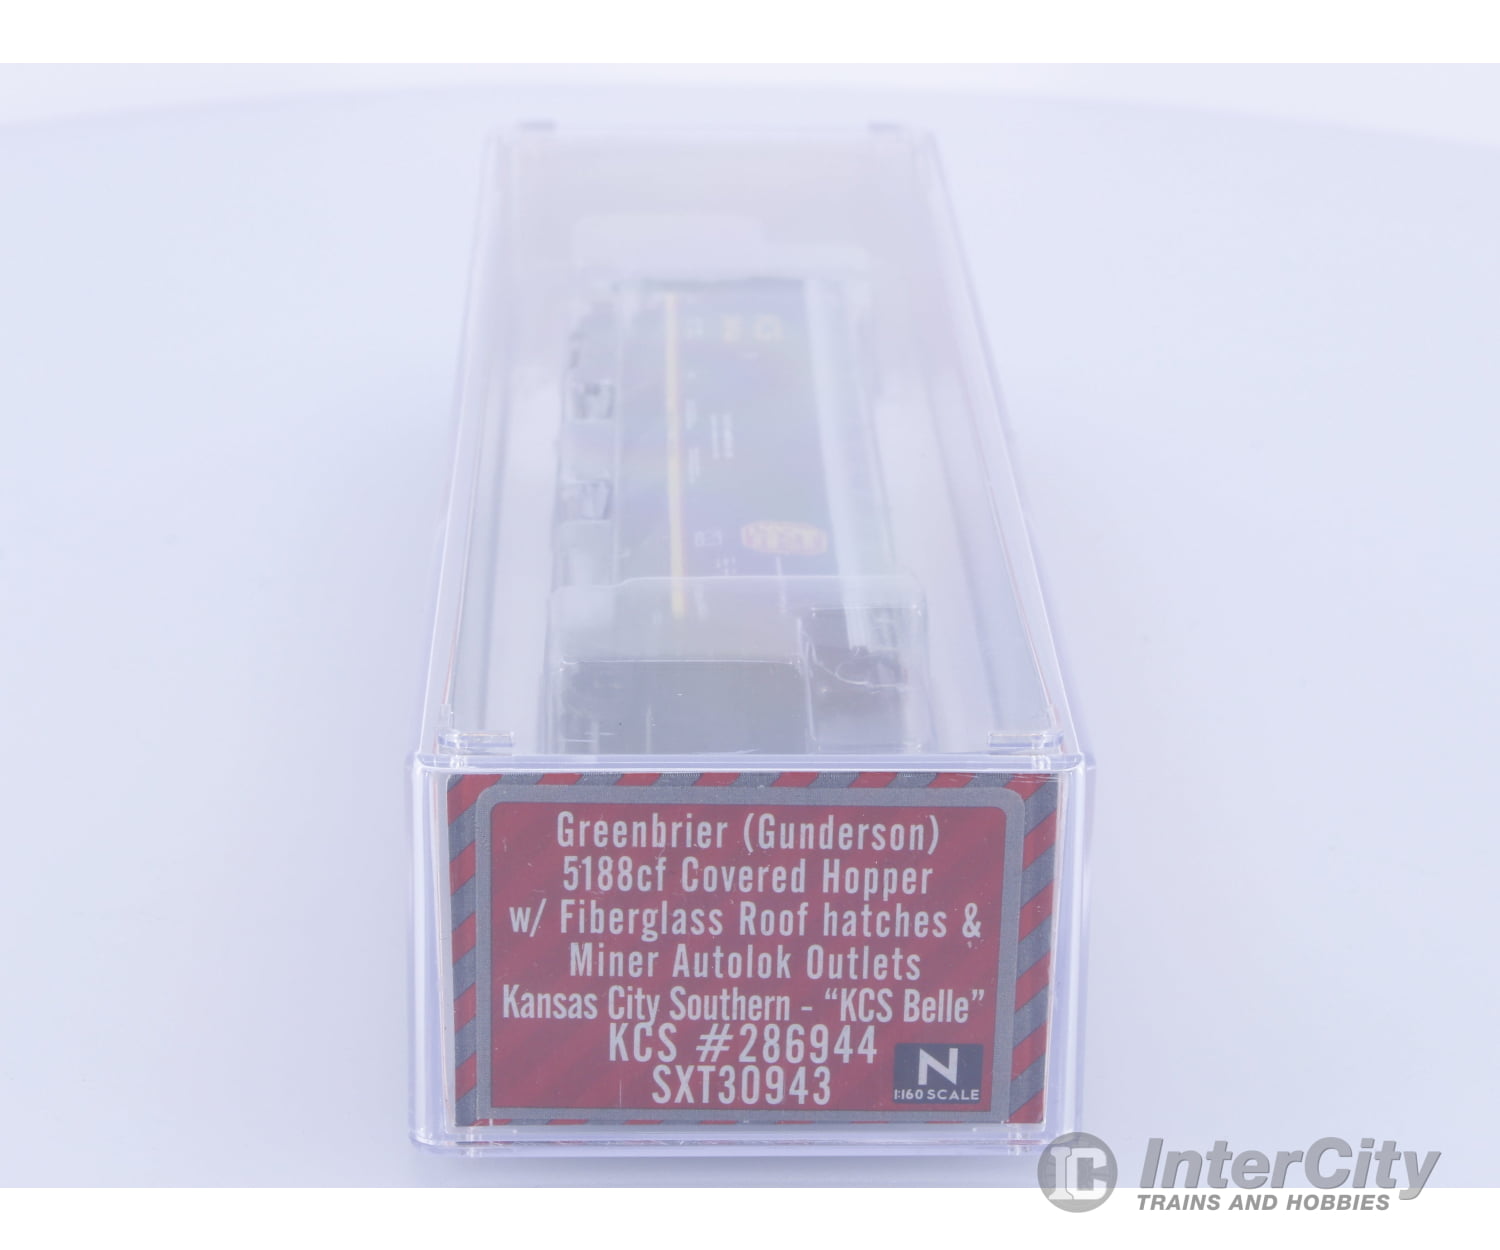 Greenbrier (Gunderson)
5188cf Covered Hopper
w/ Fiberglass Roof hatches &
Miner Autolok Outlets
Kansas City Southern - “KCS Belle”
KCS #286944
SXT30943
N
1:160 SCALE
IC InterCity
TRAINS AND HOBBIES